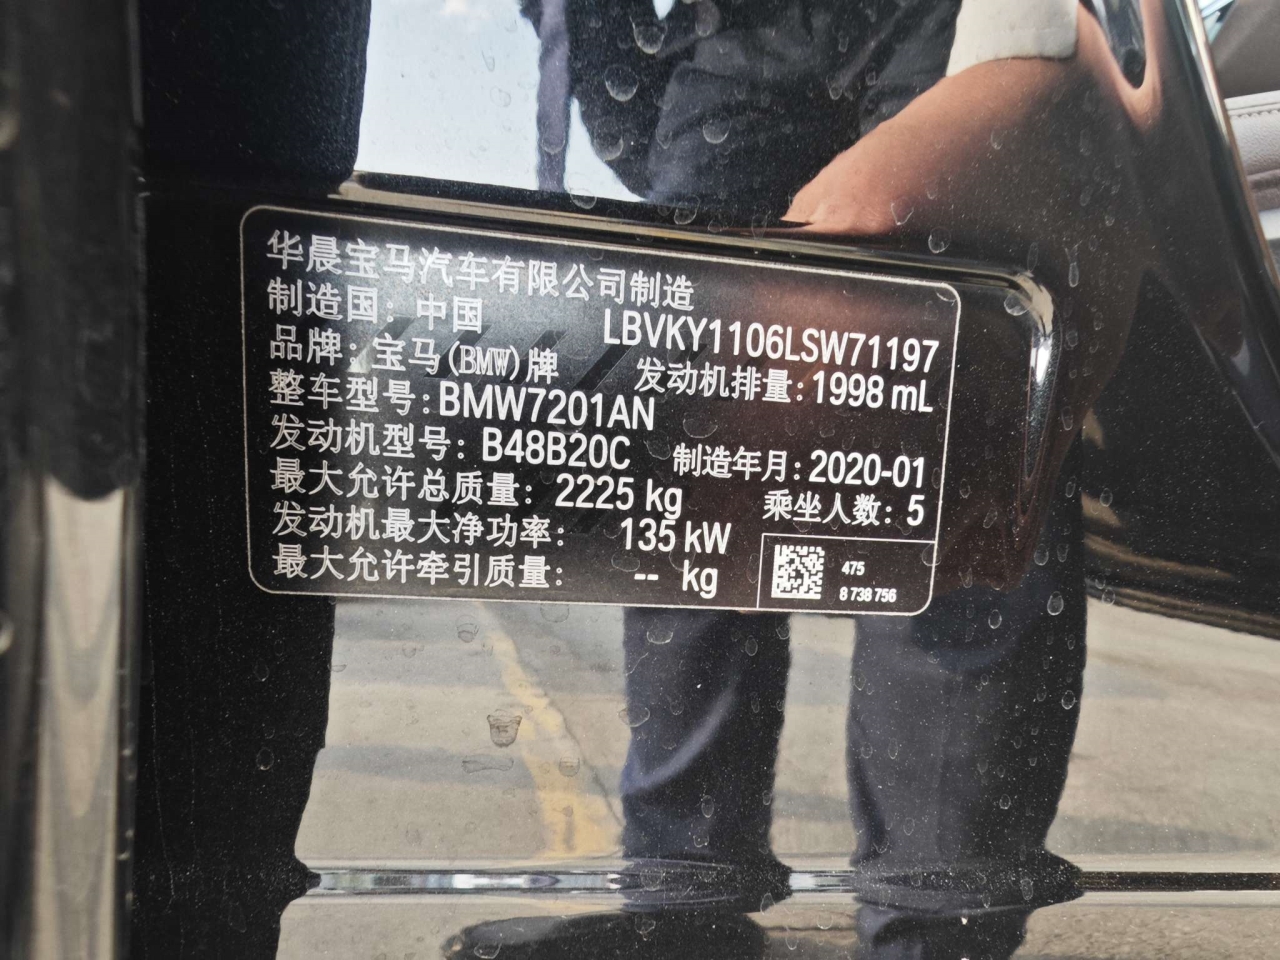 华晨宝马汽车有限公司制造
制造国：中国
LBVKY1106LSW71197
品牌：宝马(BMW)牌
发动机排量：1998 mL
整车型号：BMW7201AN
发动机型号：B48B20C
制造年月：2020-01
最大允许总质量：2225 kg
乘坐人数：5
发动机最大净功率：135 kW
最大允许牵引质量：-- kg
475
8 738 756